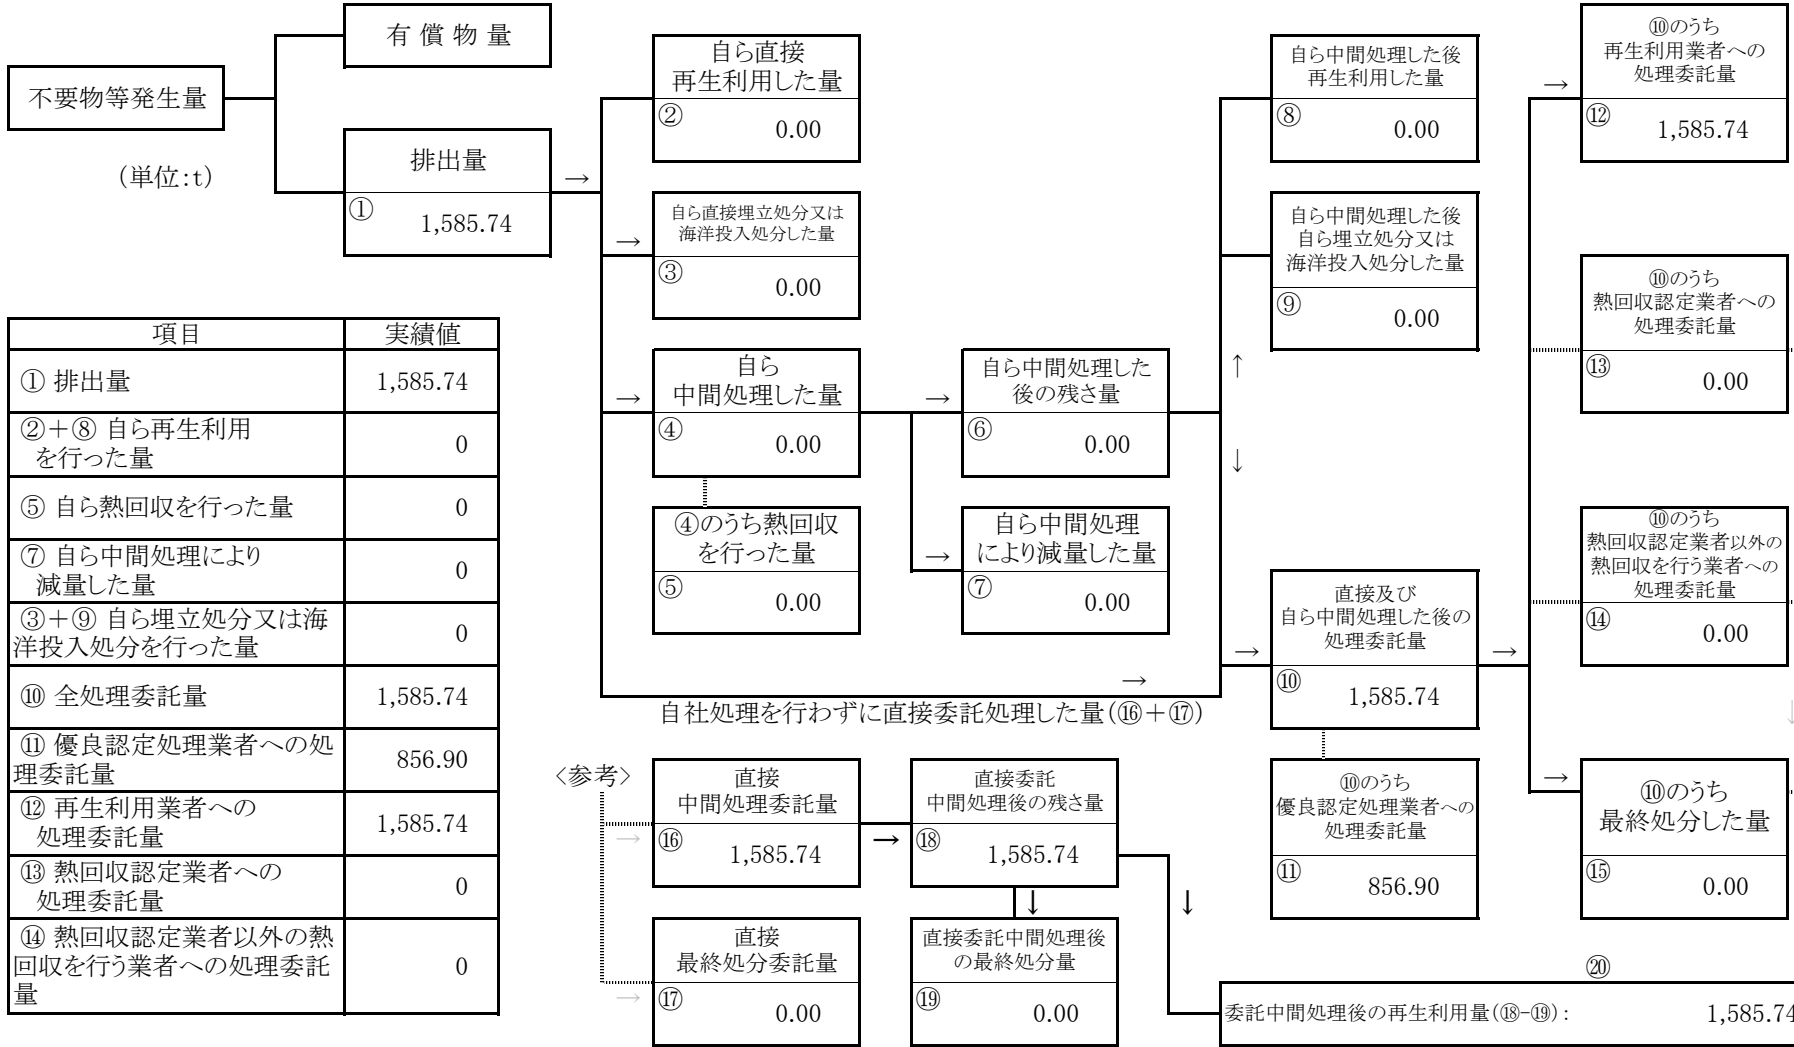 不要物等発生量
(単位:t)
有 償 物 量
排出量
①
1,585.74
→
自ら直接
再生利用した量
②
0.00
→
自ら直接埋立処分又は
海洋投入処分した量
③
0.00
→
自ら
中間処理した量
④
0.00
④のうち熱回収
を行った量
⑤
0.00
→
自ら中間処理した
後の残さ量
⑥
0.00
→
自ら中間処理
により減量した量
⑦
0.00
→
自社処理を行わずに直接委託処理した量(⑯+⑰)
↑
↓
自ら中間処理した後
再生利用した量
⑧
0.00
自ら中間処理した後
自ら埋立処分又は
海洋投入処分した量
⑨
0.00
→
直接及び
自ら中間処理した後の
処理委託量
⑩
1,585.74
→
⑩のうち
優良認定処理業者への
処理委託量
⑪
856.90
→
⑩のうち
再生利用業者への
処理委託量
⑫
1,585.74
⑩のうち
熱回収認定業者への
処理委託量
⑬
0.00
⑩のうち
熱回収認定業者以外の
熱回収を行う業者への
処理委託量
⑭
0.00
↓
→
⑩のうち
最終処分した量
⑮
0.00
項目 実績値
① 排出量 1,585.74
②+⑧ 自ら再生利用
を行った量 0
⑤ 自ら熱回収を行った量 0
⑦ 自ら中間処理により
減量した量 0
③+⑨ 自ら埋立処分又は海
洋投入処分を行った量 0
⑩ 全処理委託量 1,585.74
⑪ 優良認定処理業者への処
理委託量 856.90
⑫ 再生利用業者への
処理委託量 1,585.74
⑬ 熱回収認定業者への
処理委託量 0
⑭ 熱回収認定業者以外の熱
回収を行う業者への処理委託
量 0
<参考>
→
直接
中間処理委託量
⑯
1,585.74
→
直接委託
中間処理後の残さ量
⑱
1,585.74
↓
↓
→
直接
最終処分委託量
⑰
0.00
直接委託中間処理後
の最終処分量
⑲
0.00
⑳
委託中間処理後の再生利用量(⑱-⑲): 1,585.74